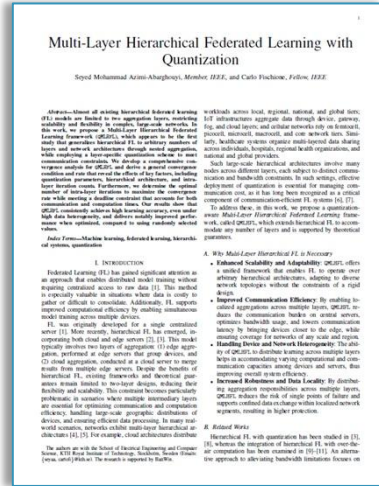 1
Multi-Layer Hierarchical Federated Learning with
Quantization
Seyed Mohammad Azimi-Abarghouyi, Member, IEEE, and Carlo Fischione, Fellow, IEEE
Abstract—Almost all existing hierarchical federated learning
(FL) models are limited to two aggregation layers, restricting
scalability and flexibility in complex, large-scale networks. In
this work, we propose a Multi-Layer Hierarchical Federated
Learning framework (QMLHFL), which appears to be the first
study that generalizes hierarchical FL to arbitrary numbers of
layers and network architectures through nested aggregation,
while employing a layer-specific quantization scheme to meet
communication constraints. We develop a comprehensive con-
vergence analysis for QMLHFL and derive a general convergence
condition and rate that reveal the effects of key factors, including
quantization parameters, hierarchical architecture, and intra-
layer iteration counts. Furthermore, we determine the optimal
number of intra-layer iterations to maximize the convergence
rate while meeting a deadline constraint that accounts for both
communication and computation times. Our results show that
QMLHFL consistently achieves high learning accuracy, even under
high data heterogeneity, and delivers notably improved perfor-
mance when optimized, compared to using randomly selected
values.
Index Terms—Machine learning, federated learning, hierarchi-
cal systems, quantization
I. INTRODUCTION
Federated Learning (FL) has gained significant attention as
an approach that enables distributed model training without
requiring centralized access to raw data [1]. This method
is especially valuable in situations where data is costly to
gather or difficult to consolidate. Additionally, FL supports
improved computational efficiency by enabling simultaneous
model training across multiple devices.
FL was originally developed for a single centralized
server [1]. More recently, hierarchical FL has emerged, in-
corporating both cloud and edge servers [2], [3]. This model
typically involves two layers of aggregation: (1) edge aggre-
gation, performed at edge servers that group devices, and
(2) cloud aggregation, conducted at a cloud server to merge
results from multiple edge servers. Despite the benefits of
hierarchical FL, existing frameworks and theoretical guar-
antees remain limited to two-layer designs, reducing their
flexibility and scalability. This constraint becomes particularly
problematic in scenarios where multiple intermediary layers
are essential for optimizing communication and computation
efficiency, handling large geographic distributions of
devices, and ensuring efficient data processing. In many real-
world scenarios, networks exhibit multi-layer hierarchical ar-
chitectures [4], [5]. For example, cloud architectures distribute
The authors are with the School of Electrical Engineering and Computer
Science, KTH Royal Institute of Technology, Stockholm, Sweden
workloads across local, regional, national, and global tiers;
IoT infrastructures aggregate data through device, gateway,
fog, and cloud layers; and cellular networks rely on femtocell,
picocell, microcell, macrocell, and core network tiers. Simi-
larly, healthcare systems organize multi-layered data sharing
across individuals, hospitals, regional health organizations, and
national and global providers.
Such large-scale hierarchical architectures involve many
nodes across different layers, each subject to distinct commu-
nication and bandwidth constraints. In such settings, effective
deployment of quantization is essential for managing com-
munication cost, as it has long been recognized as a critical
component of communication-efficient FL systems [6], [7].
To address these, in this work, we propose a quantization-
aware Multi-Layer Hierarchical Federated Learning frame-
work, called QMLHFL, which extends hierarchical FL to accom-
modate any number of layers and is supported by theoretical
guarantees.
A. Why Multi-Layer Hierarchical FL is Necessary
• Enhanced Scalability and Adaptability: QMLHFL offers
a unified framework that enables FL to operate over
arbitrary hierarchical architectures, adapting to diverse
network topologies without the constraints of a rigid
design.
• Improved Communication Efficiency: By enabling lo-
calized aggregations across multiple layers, QMLHFL re-
duces the communication burden on central servers,
optimizes bandwidth usage, and lowers communication
latency by bringing devices closer to the edge, while
ensuring coverage for networks of any scale and region.
• Handling Device and Network Heterogeneity: The abil-
ity of QMLHFL to distribute learning across multiple layers
helps in accommodating varying computational and com-
munication capacities among devices and servers, thus
improving overall system efficiency.
• Increased Robustness and Data Locality: By distribut-
ing aggregation responsibilities across multiple layers,
QMLHFL reduces the risk of single points of failure and
supports confined data exchange within localized network
segments, resulting in higher protection.
B. Related Works
Hierarchical FL with quantization has been studied in [3],
[8], whereas the integration of hierarchical FL with over-the-
air computation has been examined in [9]–[11]. An alterna-
tive approach to alleviating bandwidth limitations focuses on